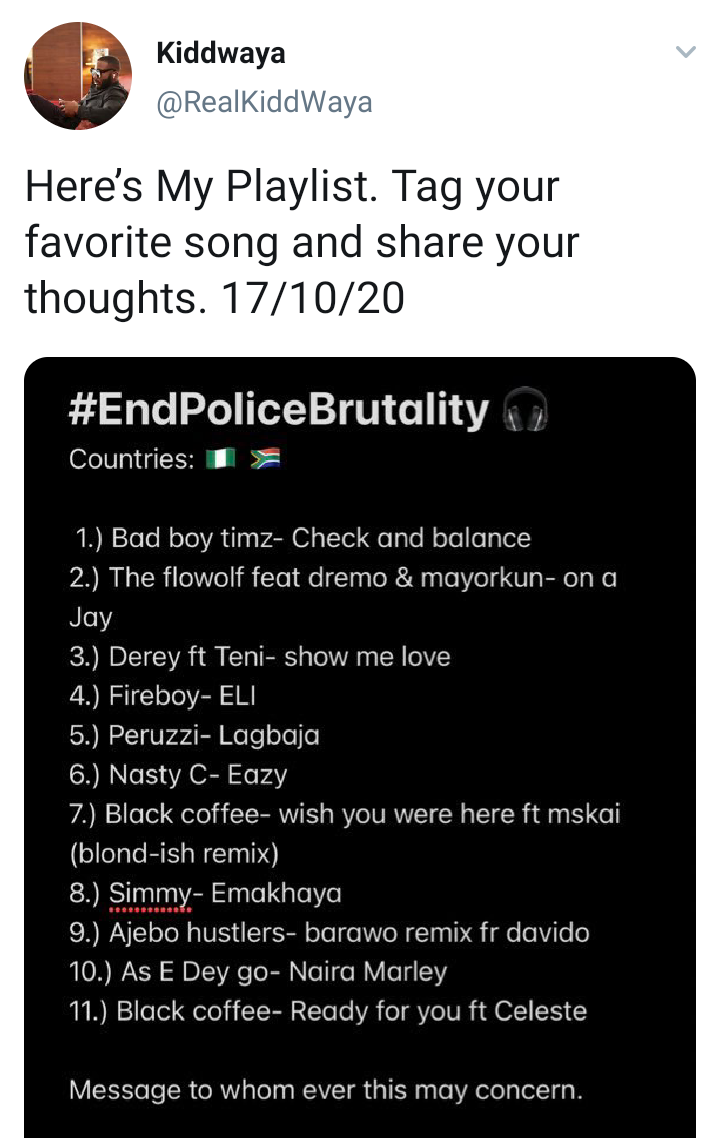 Kiddwaya
@RealKiddWaya
Here's My Playlist. Tag your
favorite song and share your
thoughts. 17/10/20
#EndPoliceBrutality 🎧
Countries: 🇳🇬 🇿🇦
1.) Bad boy timz- Check and balance
2.) The flowolf feat dremo & mayorkun- on a
Jay
3.) Derey ft Teni- show me love
4.) Fireboy- ELI
5.) Peruzzi- Lagbaja
6.) Nasty C- Eazy
7.) Black coffee- wish you were here ft mskai
(blond-ish remix)
8.) Simmy- Emakhaya
9.) Ajebo hustlers- barawo remix fr davido
10.) As E Dey go- Naira Marley
11.) Black coffee- Ready for you ft Celeste
Message to whom ever this may concern.